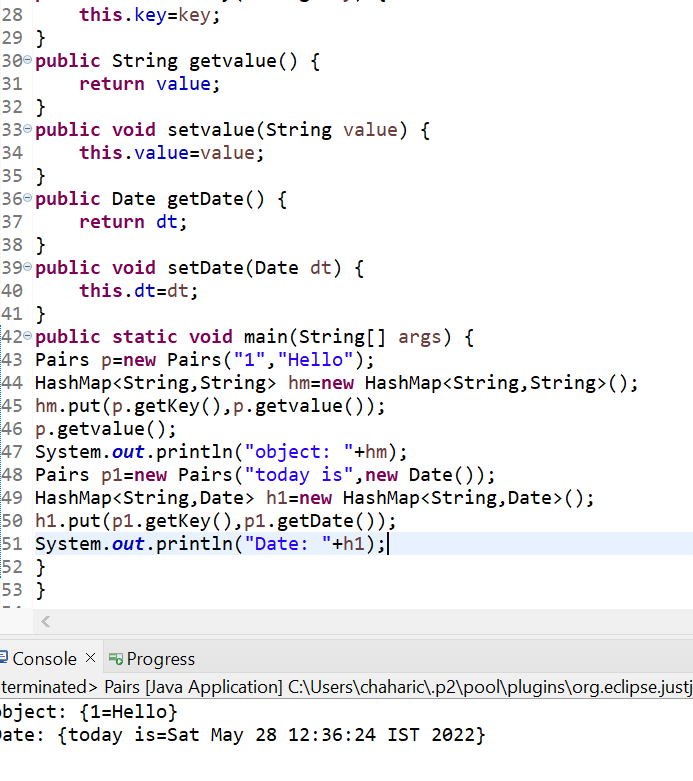 28 this.key=key;
29 }
30 public String getvalue() {
31 return value;
32 }
33 public void setvalue(String value) {
34 this.value=value;
35 }
36 public Date getDate() {
37 return dt;
38 }
39 public void setDate(Date dt) {
40 this.dt=dt;
41 }
42 public static void main(String[] args) {
43 Pairs p=new Pairs("1","Hello");
44 HashMap<String,String> hm=new HashMap<String,String>();
45 hm.put(p.getKey(),p.getvalue());
46 p.getvalue();
47 System.out.println("object: "+hm);
48 Pairs p1=new Pairs("today is",new Date());
49 HashMap<String,Date> h1=new HashMap<String,Date>();
50 h1.put(p1.getKey(),p1.getDate());
51 System.out.println("Date: "+h1);
52 }
53 }
Console Progress
terminated> Pairs [Java Application] C:\Users\chaharic\.p2\pool\plugins\org.eclipse.justj
object: {1=Hello}
Date: {today is=Sat May 28 12:36:24 IST 2022}